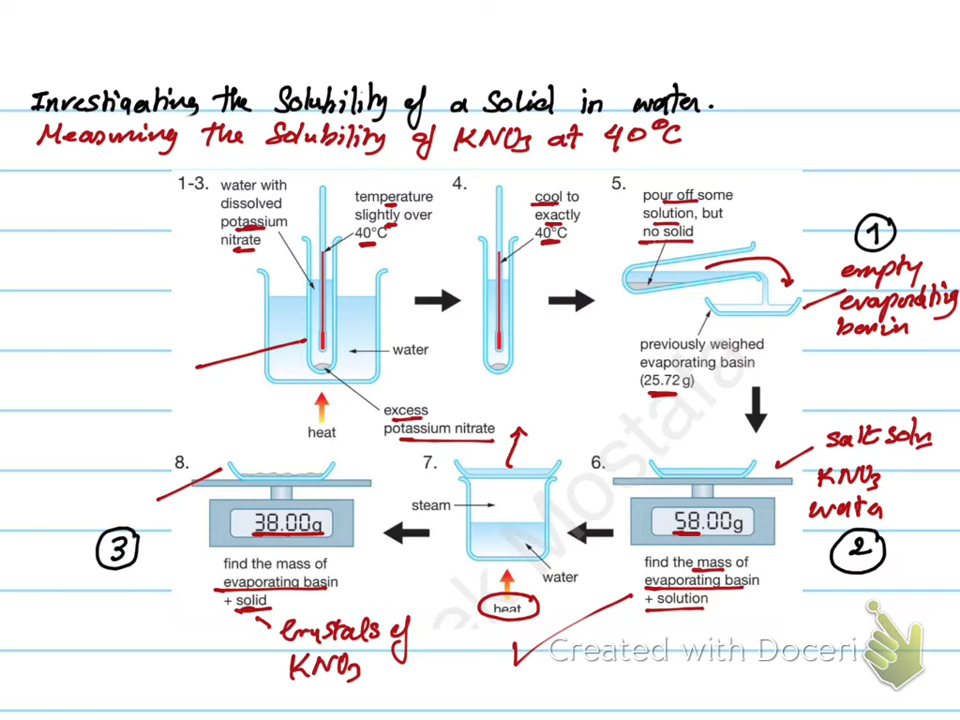 Investigating the Solubility of a solid in water.
Measuring the Solubility of KNO3 at 40°C
1-3.
water with
dissolved
potassium
nitrate
temperature
slightly over
40°C
water
excess
potassium nitrate
heat
4.
cool to
exactly
40°C
5.
pour off some
solution, but
no solid
previously weighed
evaporating basin
(25.72 g)
1
empty
evaporating
basin
8.
38.00g
find the mass of
evaporating basin
+ solid
3
Crystals of
KNO3
7.
steam
water
heat
6.
58.00g
find the mass of
evaporating basin
+ solution
salt soln
KNO3
wata
2
Mostafa
Created with Doceri